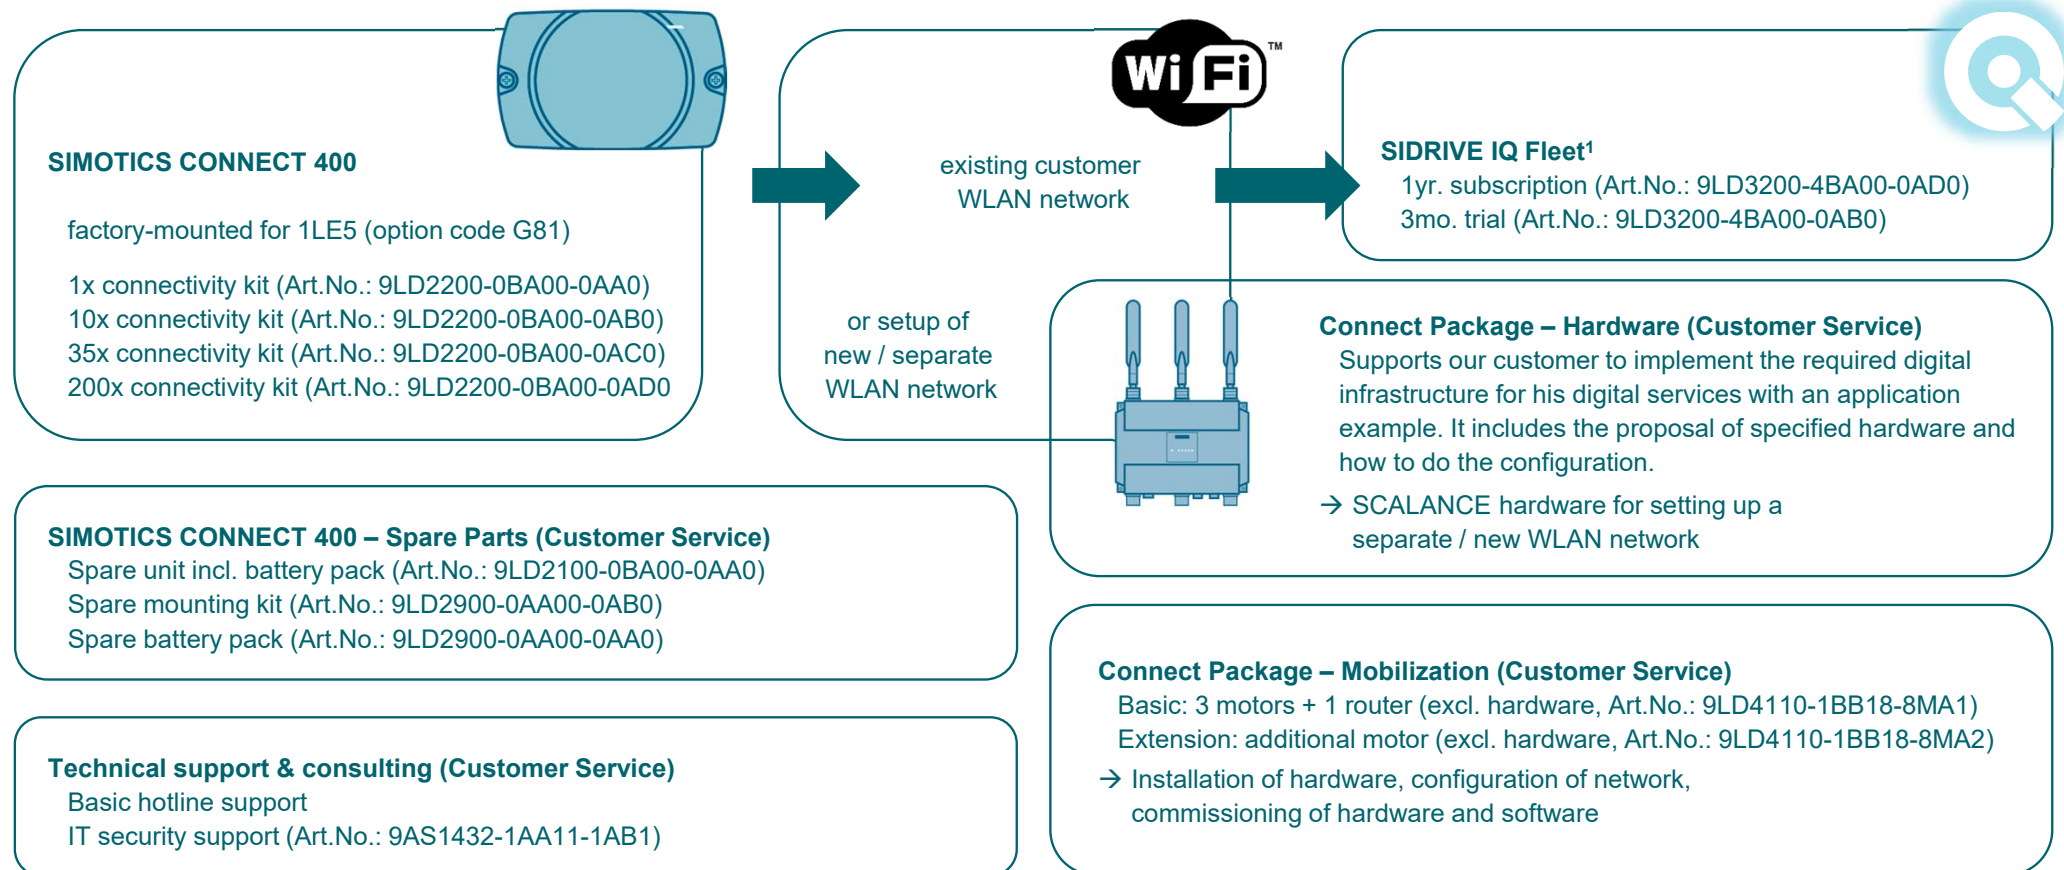 SIMOTICS CONNECT 400
factory-mounted for 1LE5 (option code G81)
1x connectivity kit (Art.No.: 9LD2200-0BA00-0AA0)
10x connectivity kit (Art.No.: 9LD2200-0BA00-0AB0)
35x connectivity kit (Art.No.: 9LD2200-0BA00-0AC0)
200x connectivity kit (Art.No.: 9LD2200-0BA00-0AD0
Wi Fi ™
existing customer
WLAN network
or setup of
new / separate
WLAN network
SIDRIVE IQ Fleet¹
1yr. subscription (Art.No.: 9LD3200-4BA00-0AD0)
3mo. trial (Art.No.: 9LD3200-4BA00-0AB0)
Connect Package – Hardware (Customer Service)
Supports our customer to implement the required digital
infrastructure for his digital services with an application
example. It includes the proposal of specified hardware and
how to do the configuration.
→ SCALANCE hardware for setting up a
separate / new WLAN network
SIMOTICS CONNECT 400 – Spare Parts (Customer Service)
Spare unit incl. battery pack (Art.No.: 9LD2100-0BA00-0AA0)
Spare mounting kit (Art.No.: 9LD2900-0AA00-0AB0)
Spare battery pack (Art.No.: 9LD2900-0AA00-0AA0)
Connect Package – Mobilization (Customer Service)
Basic: 3 motors + 1 router (excl. hardware, Art.No.: 9LD4110-1BB18-8MA1)
Extension: additional motor (excl. hardware, Art.No.: 9LD4110-1BB18-8MA2)
→ Installation of hardware, configuration of network,
commissioning of hardware and software
Technical support & consulting (Customer Service)
Basic hotline support
IT security support (Art.No.: 9AS1432-1AA11-1AB1)